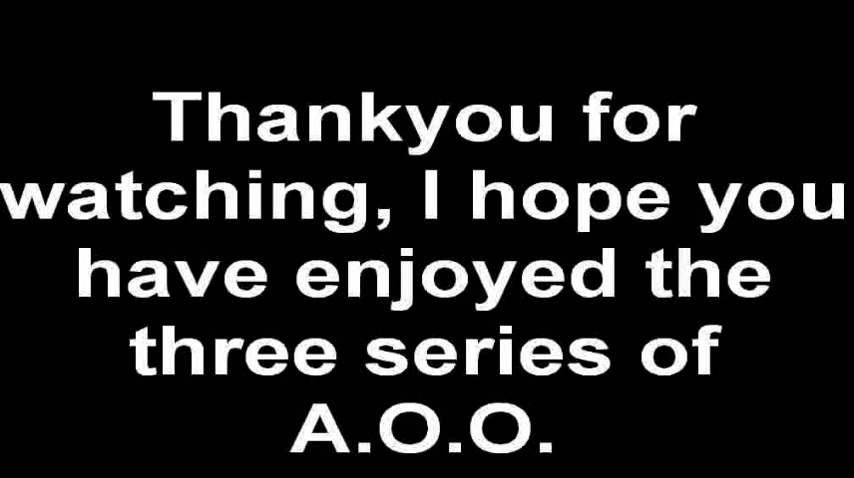 Thankyou for
watching, I hope you
have enjoyed the
three series of
A.O.O.